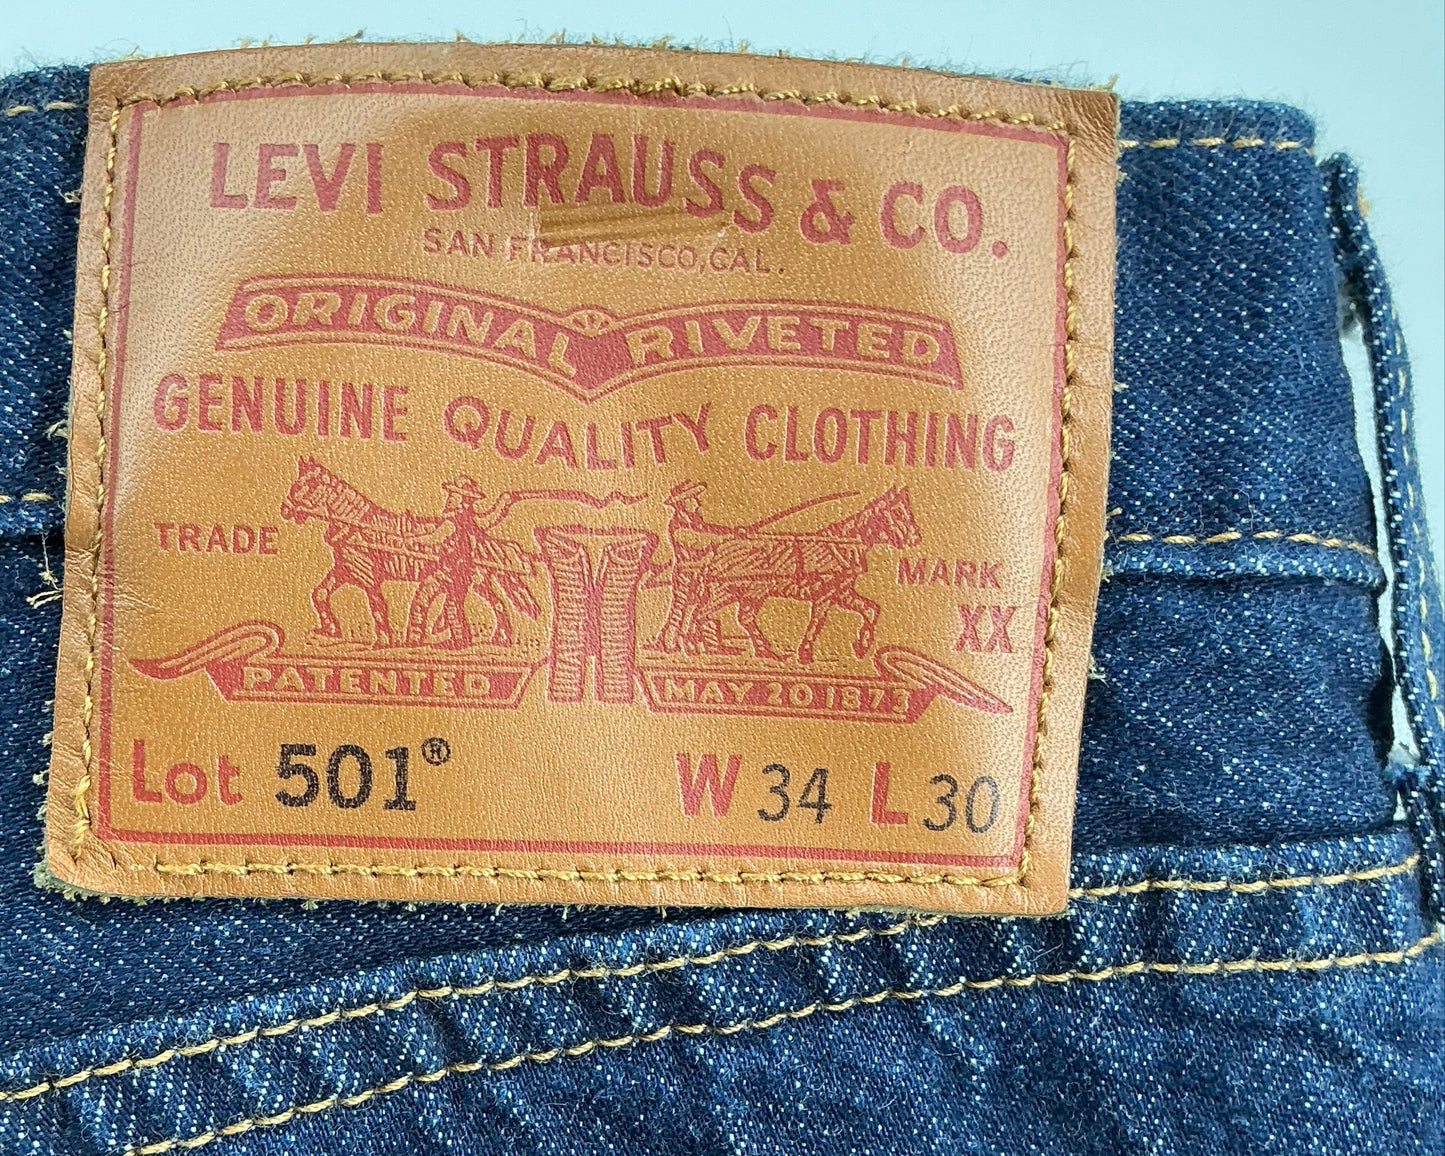 LEVI STRAUSS & CO.
SAN FRANCISCO, CAL.
ORIGINAL RIVETED
GENUINE QUALITY CLOTHING
TRADE MARK
XX
PATENTED MAY 20 1873
Lot 501® W 34 L 30